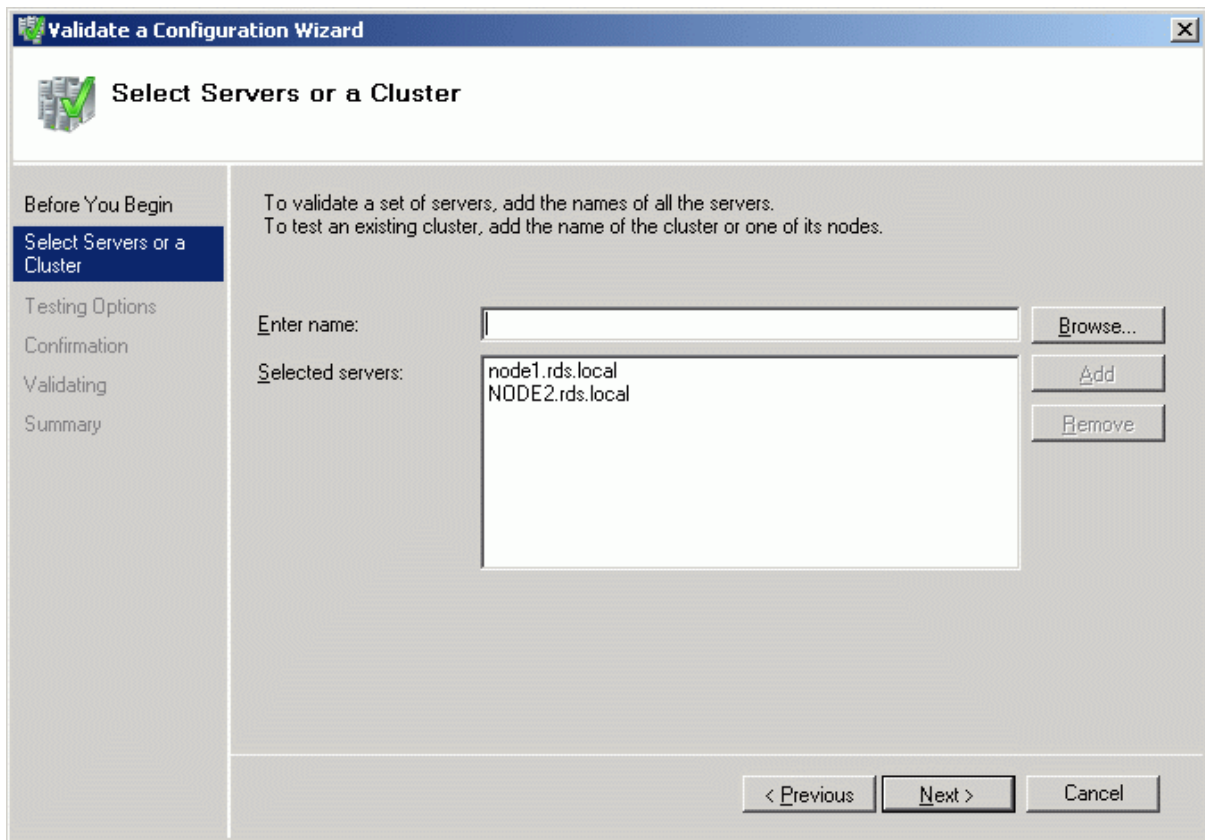 Validate a Configuration Wizard
Select Servers or a Cluster
Before You Begin
Select Servers or a
Cluster
Testing Options
Confirmation
Validating
Summary
To validate a set of servers, add the names of all the servers.
To test an existing cluster, add the name of the cluster or one of its nodes.
Enter name:
Browse...
Selected servers:
node1.rds.local
NODE2.rds.local
Add
Remove
< Previous
Next >
Cancel